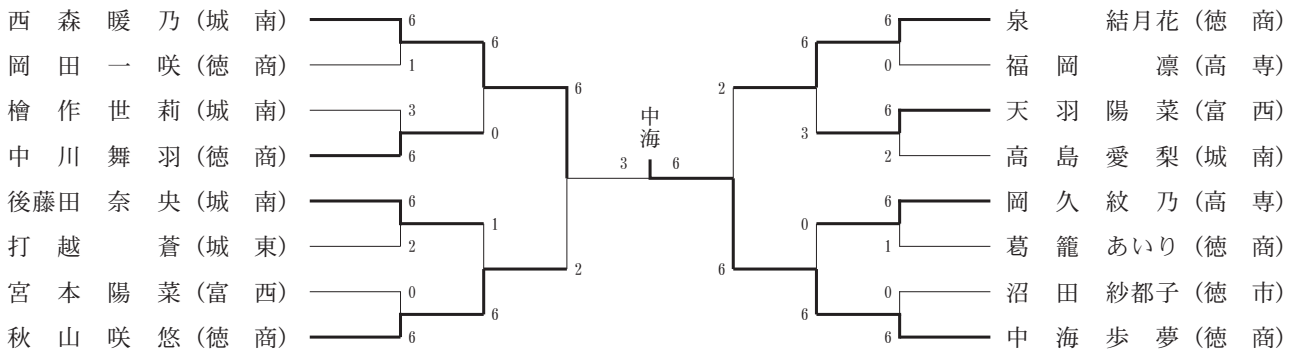 西森暖乃(城南)
6
岡田一咲(徳商)
1
6
檜作世莉(城南)
3
中川舞羽(徳商)
6
0
6
後藤田奈央(城南)
6
打越蒼(城東)
2
1
宮本陽菜(富西)
0
秋山咲悠(徳商)
6
6
2
中海
3 6
泉結月花(徳商)
6
福岡凛(高専)
0
6
天羽陽菜(富西)
6
高島愛梨(城南)
2
3
2
岡久紋乃(高専)
6
葛籠あいり(徳商)
1
0
沼田紗都子(徳市)
0
中海歩夢(徳商)
6
6
6